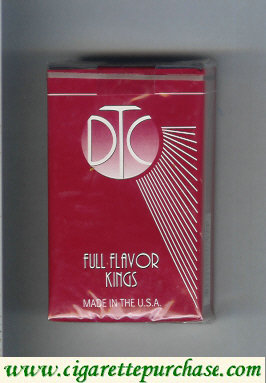 DTC
FULL FLAVOR
KINGS
MADE IN THE U.S.A.
www.cigarettepurchase.com